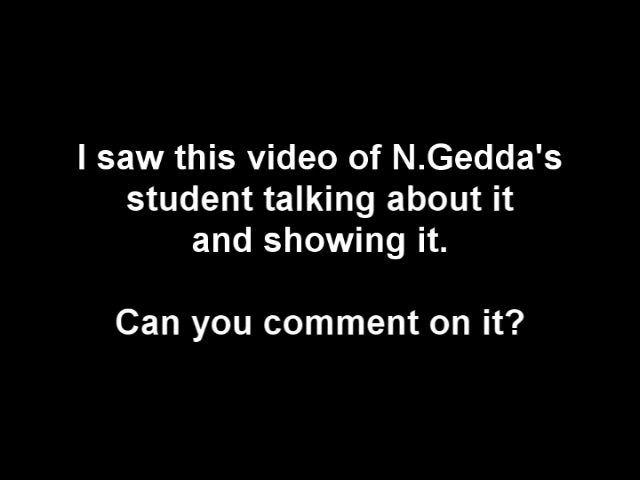 I saw this video of N.Gedda's
student talking about it
and showing it.
Can you comment on it?